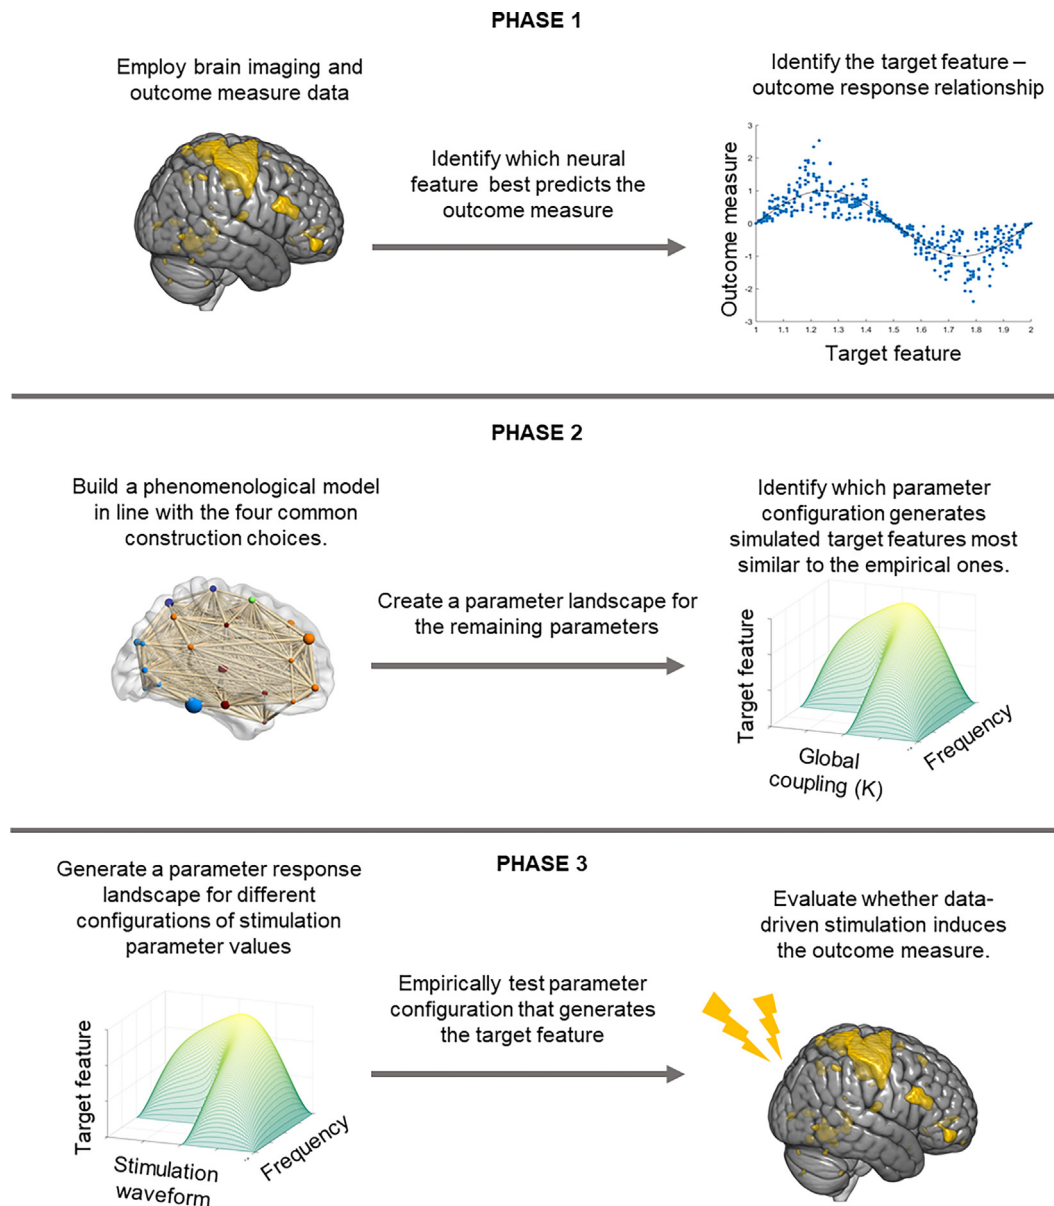 PHASE 1
Employ brain imaging and
outcome measure data
Identify which neural
feature best predicts the
outcome measure
Identify the target feature –
outcome response relationship
Outcome measure
3
2
1
0
-1
-2
-3
1
1.1
1.2
1.3
1.4
1.5
1.6
1.7
1.8
1.9
2
Target feature
PHASE 2
Build a phenomenological model
in line with the four common
construction choices.
Create a parameter landscape for
the remaining parameters
Identify which parameter
configuration generates
simulated target features most
similar to the empirical ones.
Target feature
Global
coupling (K)
Frequency
PHASE 3
Generate a parameter response
landscape for different
configurations of stimulation
parameter values
Target feature
Stimulation
waveform
Frequency
Empirically test parameter
configuration that generates
the target feature
Evaluate whether data-
driven stimulation induces
the outcome measure.